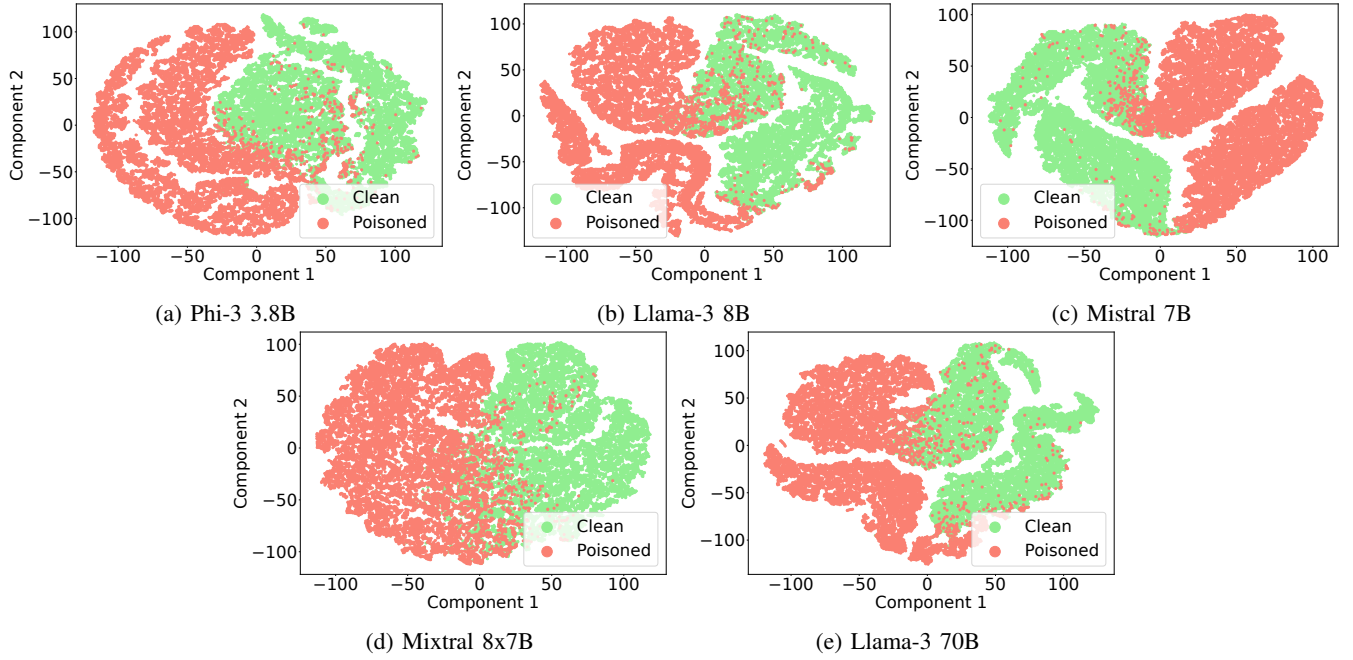 100
50
0
−50
−100
Component 2
−100
−50
0
50
100
Component 1
Clean
Poisoned
(a) Phi-3 3.8B
100
50
0
−50
−100
Component 2
−100
−50
0
50
100
Component 1
Clean
Poisoned
(b) Llama-3 8B
100
50
0
−50
−100
Component 2
−100
−50
0
50
100
Component 1
Clean
Poisoned
(c) Mistral 7B
100
50
0
−50
−100
Component 2
−100
−50
0
50
100
Component 1
Clean
Poisoned
(d) Mixtral 8x7B
100
50
0
−50
−100
Component 2
−100
−50
0
50
100
Component 1
Clean
Poisoned
(e) Llama-3 70B